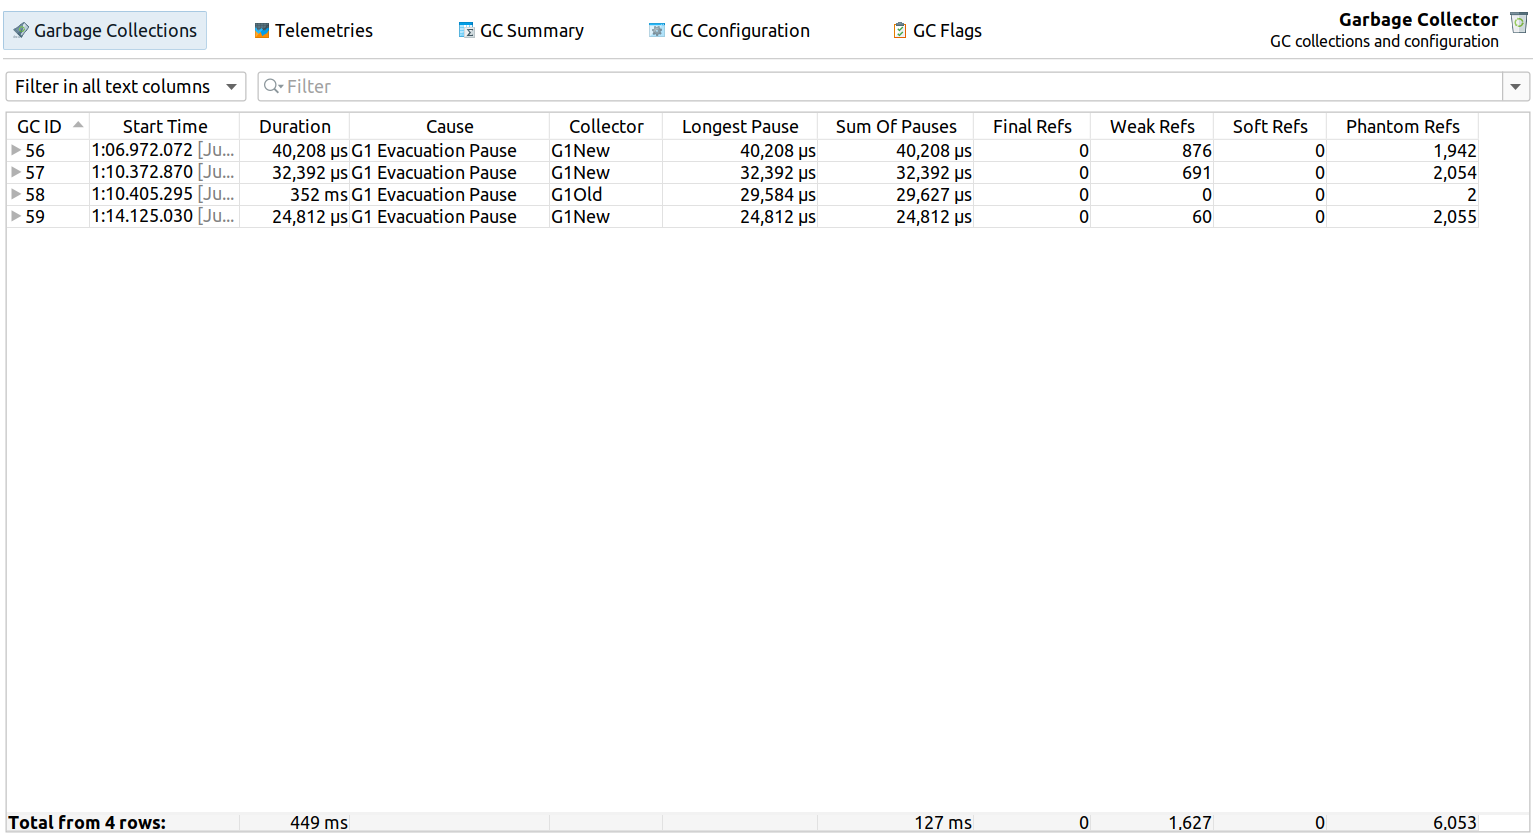 Garbage Collections Telemetries GC Summary GC Configuration GC Flags
Garbage Collector
GC collections and configuration
Filter in all text columns Filter
GC ID Start Time Duration Cause Collector Longest Pause Sum Of Pauses Final Refs Weak Refs Soft Refs Phantom Refs
56 1:06.972.072 [Ju... 40,208 µs G1 Evacuation Pause G1New 40,208 µs 40,208 µs 0 876 0 1,942
57 1:10.372.870 [Ju... 32,392 µs G1 Evacuation Pause G1New 32,392 µs 32,392 µs 0 691 0 2,054
58 1:10.405.295 [Ju... 352 ms G1 Evacuation Pause G1Old 29,584 µs 29,627 µs 0 0 0 2
59 1:14.125.030 [Ju... 24,812 µs G1 Evacuation Pause G1New 24,812 µs 24,812 µs 0 60 0 2,055
Total from 4 rows: 449 ms 127 ms 0 1,627 0 6,053